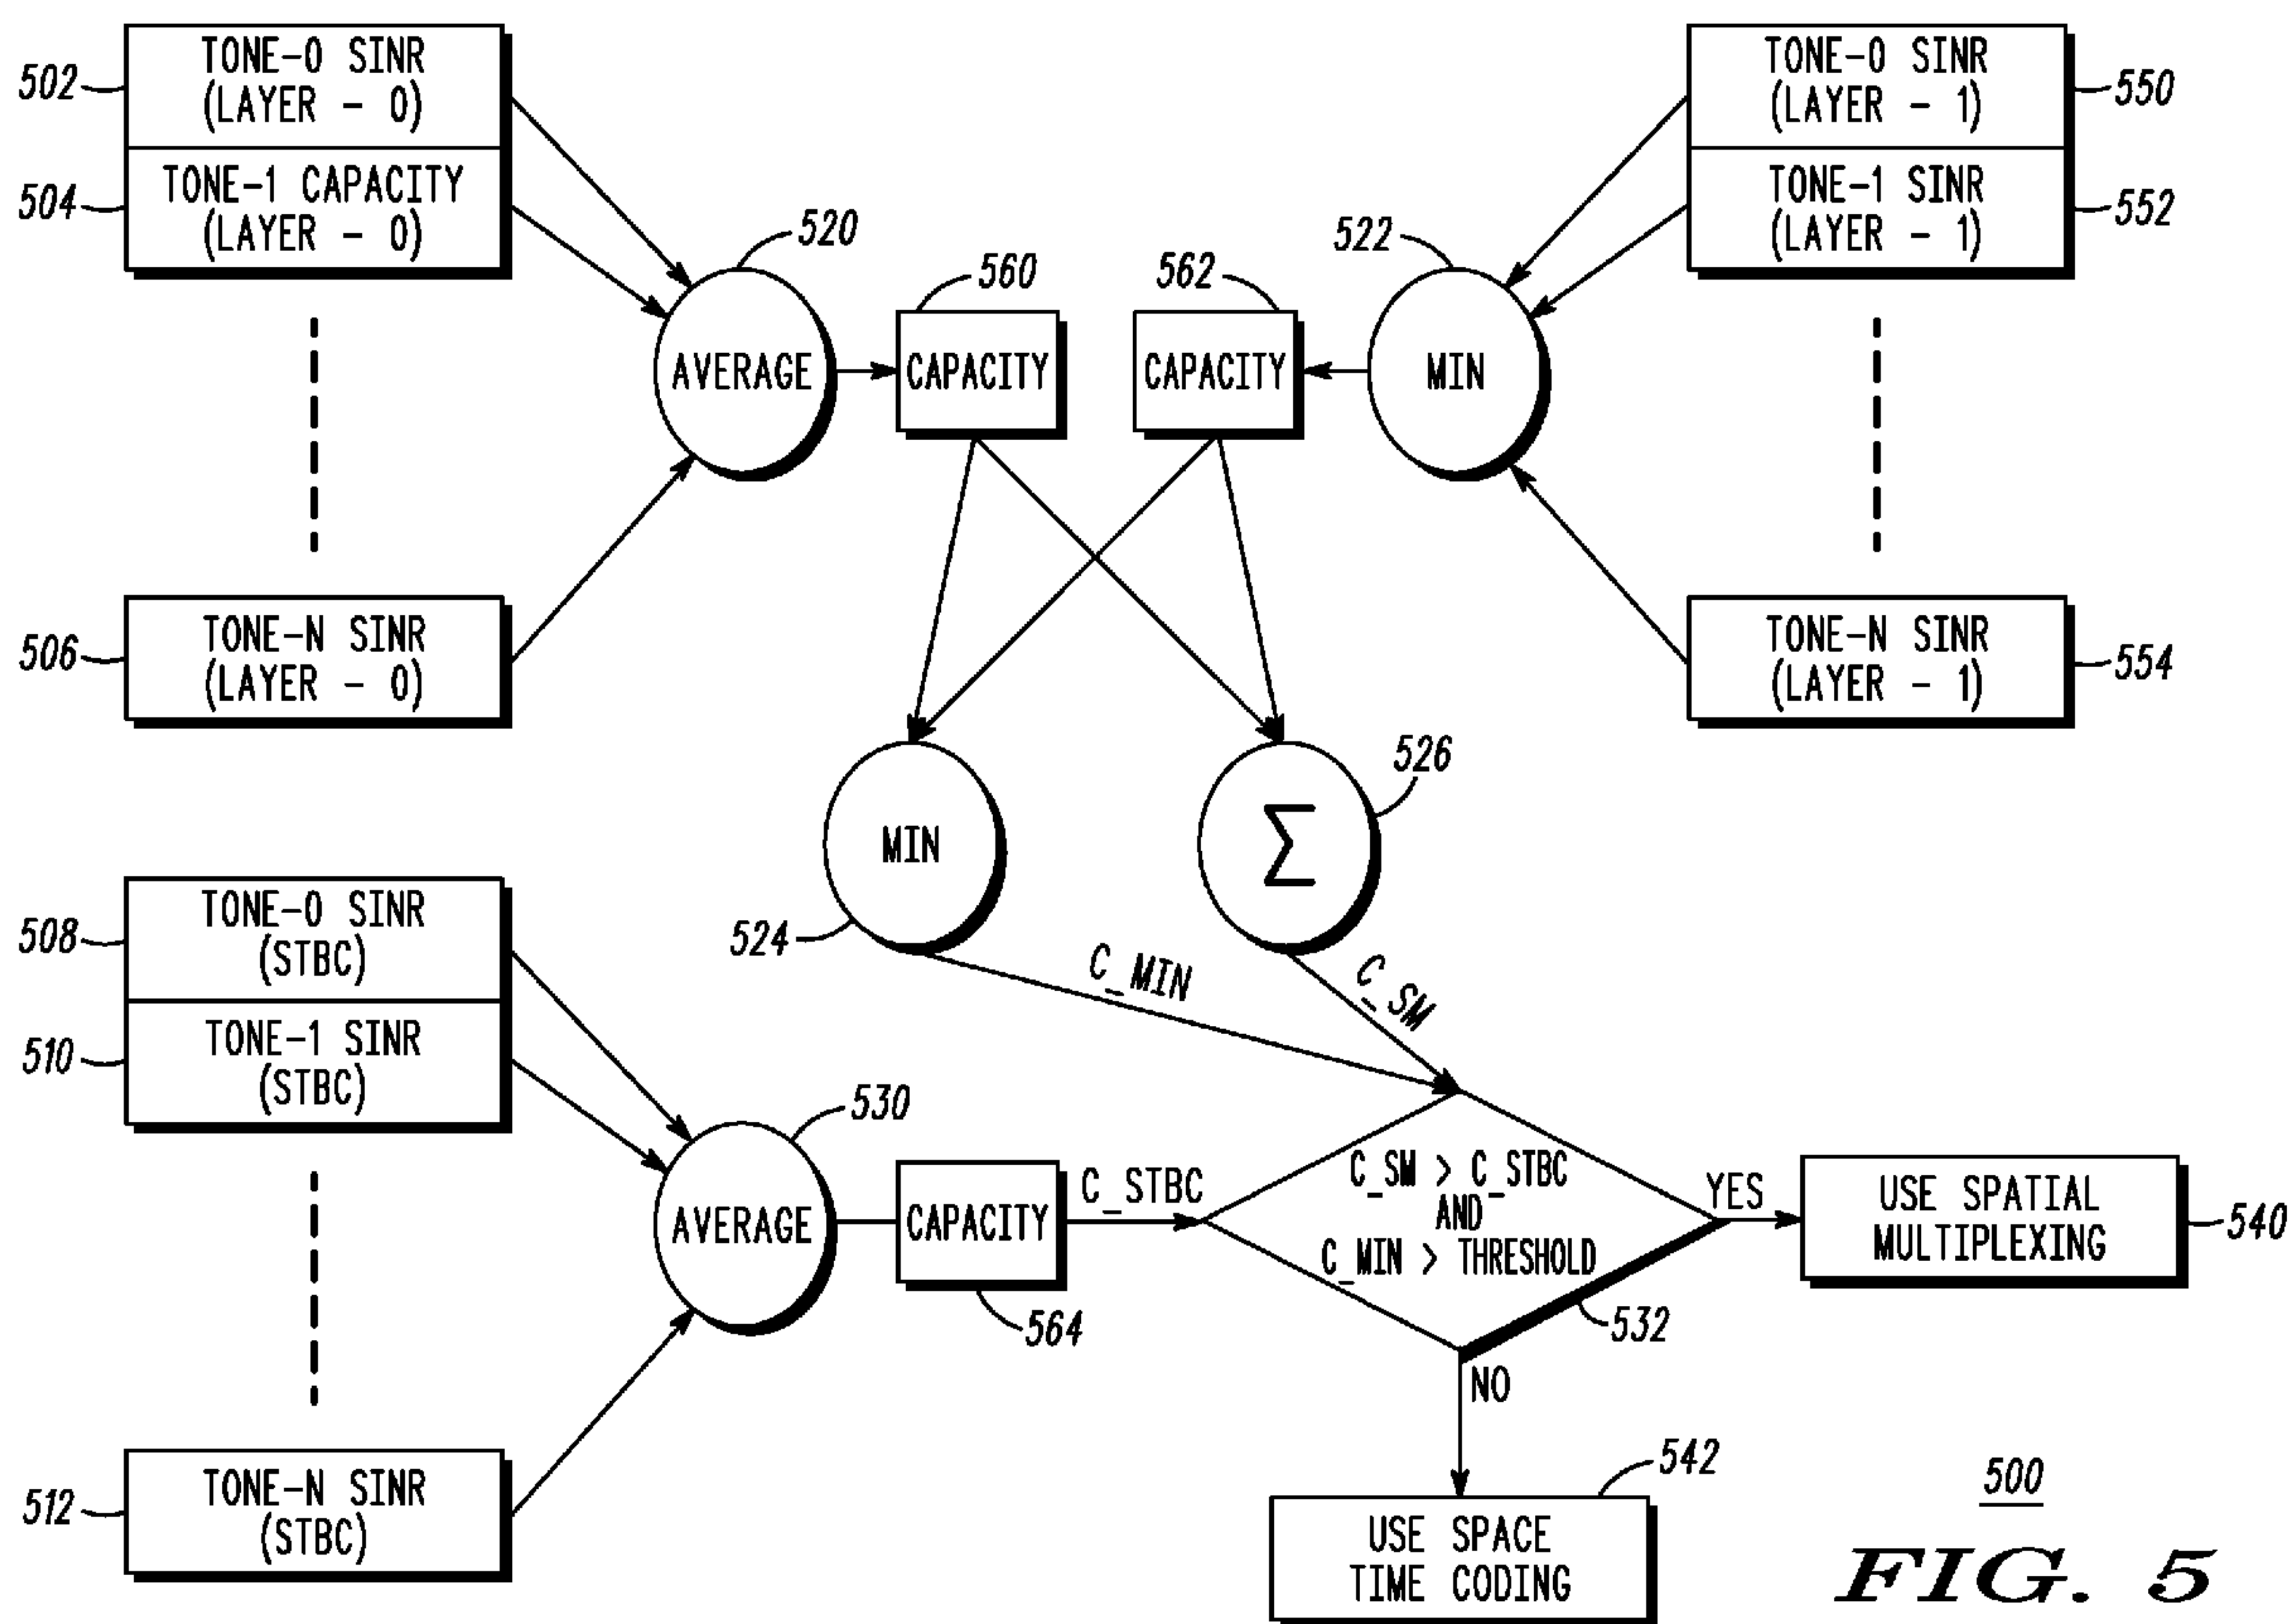 502
TONE-0 SINR
(LAYER - 0)
504
TONE-1 CAPACITY
(LAYER - 0)
506
TONE-N SINR
(LAYER - 0)
520
AVERAGE
560
CAPACITY
562
CAPACITY
522
MIN
TONE-0 SINR
(LAYER - 1)
550
TONE-1 SINR
(LAYER - 1)
552
TONE-N SINR
(LAYER - 1)
554
MIN
524
Σ
526
C_MIN
C_SM
508
TONE-0 SINR
(STBC)
510
TONE-1 SINR
(STBC)
512
TONE-N SINR
(STBC)
530
AVERAGE
CAPACITY
564
C_STBC
C_SM > C_STBC
AND
C_MIN > THRESHOLD
532
YES
USE SPATIAL
MULTIPLEXING
540
NO
542
USE SPACE
TIME CODING
500
FIG. 5